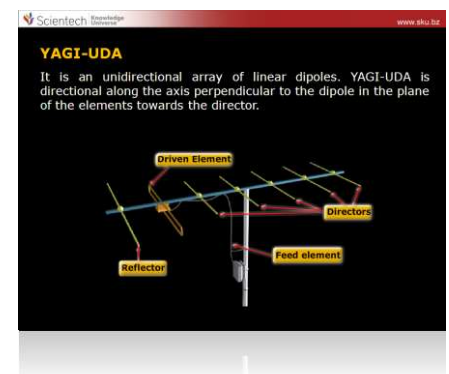 Scientech Knowledge Universe
www.sku.bz
YAGI-UDA
It is an unidirectional array of linear dipoles. YAGI-UDA is
directional along the axis perpendicular to the dipole in the plane
of the elements towards the director.
Driven Element
Directors
Feed element
Reflector